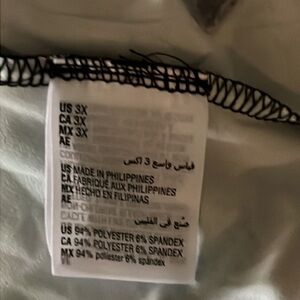 US 3X
CA 3X
MX 3X
AE
قياس واسع 3 اكس
US MADE IN PHILIPPINES
CA FABRIQUÉ AUX PHILIPPINES
MX HECHO EN FILIPINAS
AE
صنع في الفلبين
US 94% POLYESTER 6% SPANDEX
CA 94% POLYESTER 6% SPANDEX
MX 94% poliéster 6% spandex